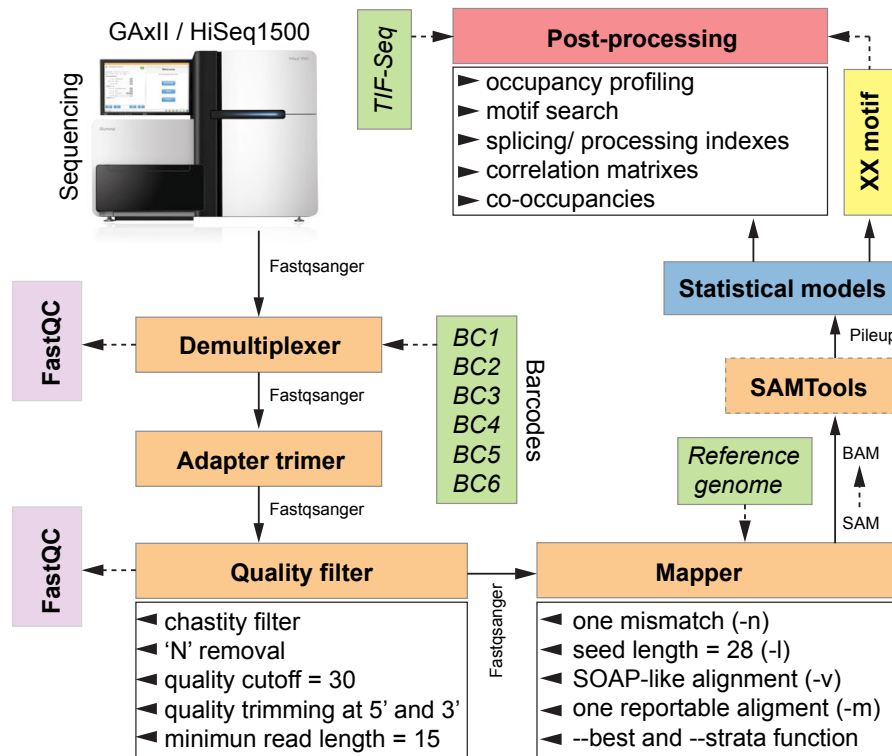 GAxII / HiSeq1500
Sequencing
Fastqsanger
FastQC
Demultiplexer
BC1
BC2
BC3
BC4
BC5
BC6
Barcodes
Fastqsanger
Adapter trimer
Fastqsanger
FastQC
Quality filter
chastity filter
‘N’ removal
quality cutoff = 30
quality trimming at 5’ and 3’
minimun read length = 15
Fastqsanger
Mapper
one mismatch (-n)
seed length = 28 (-l)
SOAP-like alignment (-v)
one reportable aligment (-m)
--best and --strata function
Reference
genome
SAM
BAM
SAMTools
Pileup
Statistical models
XX motif
TIF-Seq
Post-processing
occupancy profiling
motif search
splicing/ processing indexes
correlation matrixes
co-occupancies